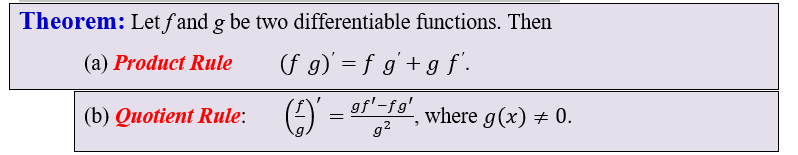 Theorem: Let f and g be two differentiable functions. Then
(a) Product Rule (f g)′ = f g′ + g f′.
(b) Quotient Rule: (f/g)′ = gf′−fg′/g², where g(x) ≠ 0.